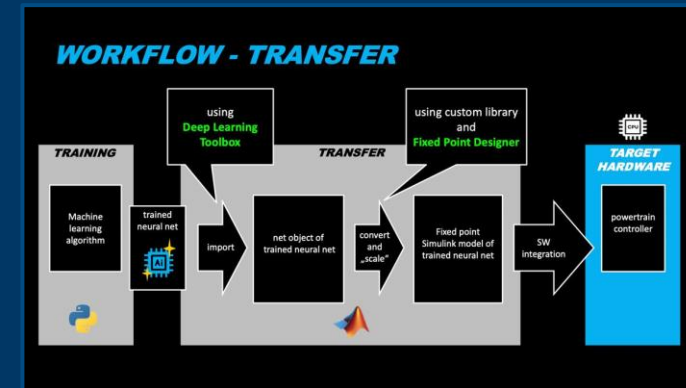 WORKFLOW - TRANSFER
using
Deep Learning
Toolbox
using custom library
and
Fixed Point Designer
CPU
TRAINING
TRANSFER
TARGET
HARDWARE
Machine
learning
algorithm
trained
neural net
AI
import
net object of
trained neural net
convert
and
„scale“
Fixed point
Simulink model of
trained neural net
SW
integration
powertrain
controller